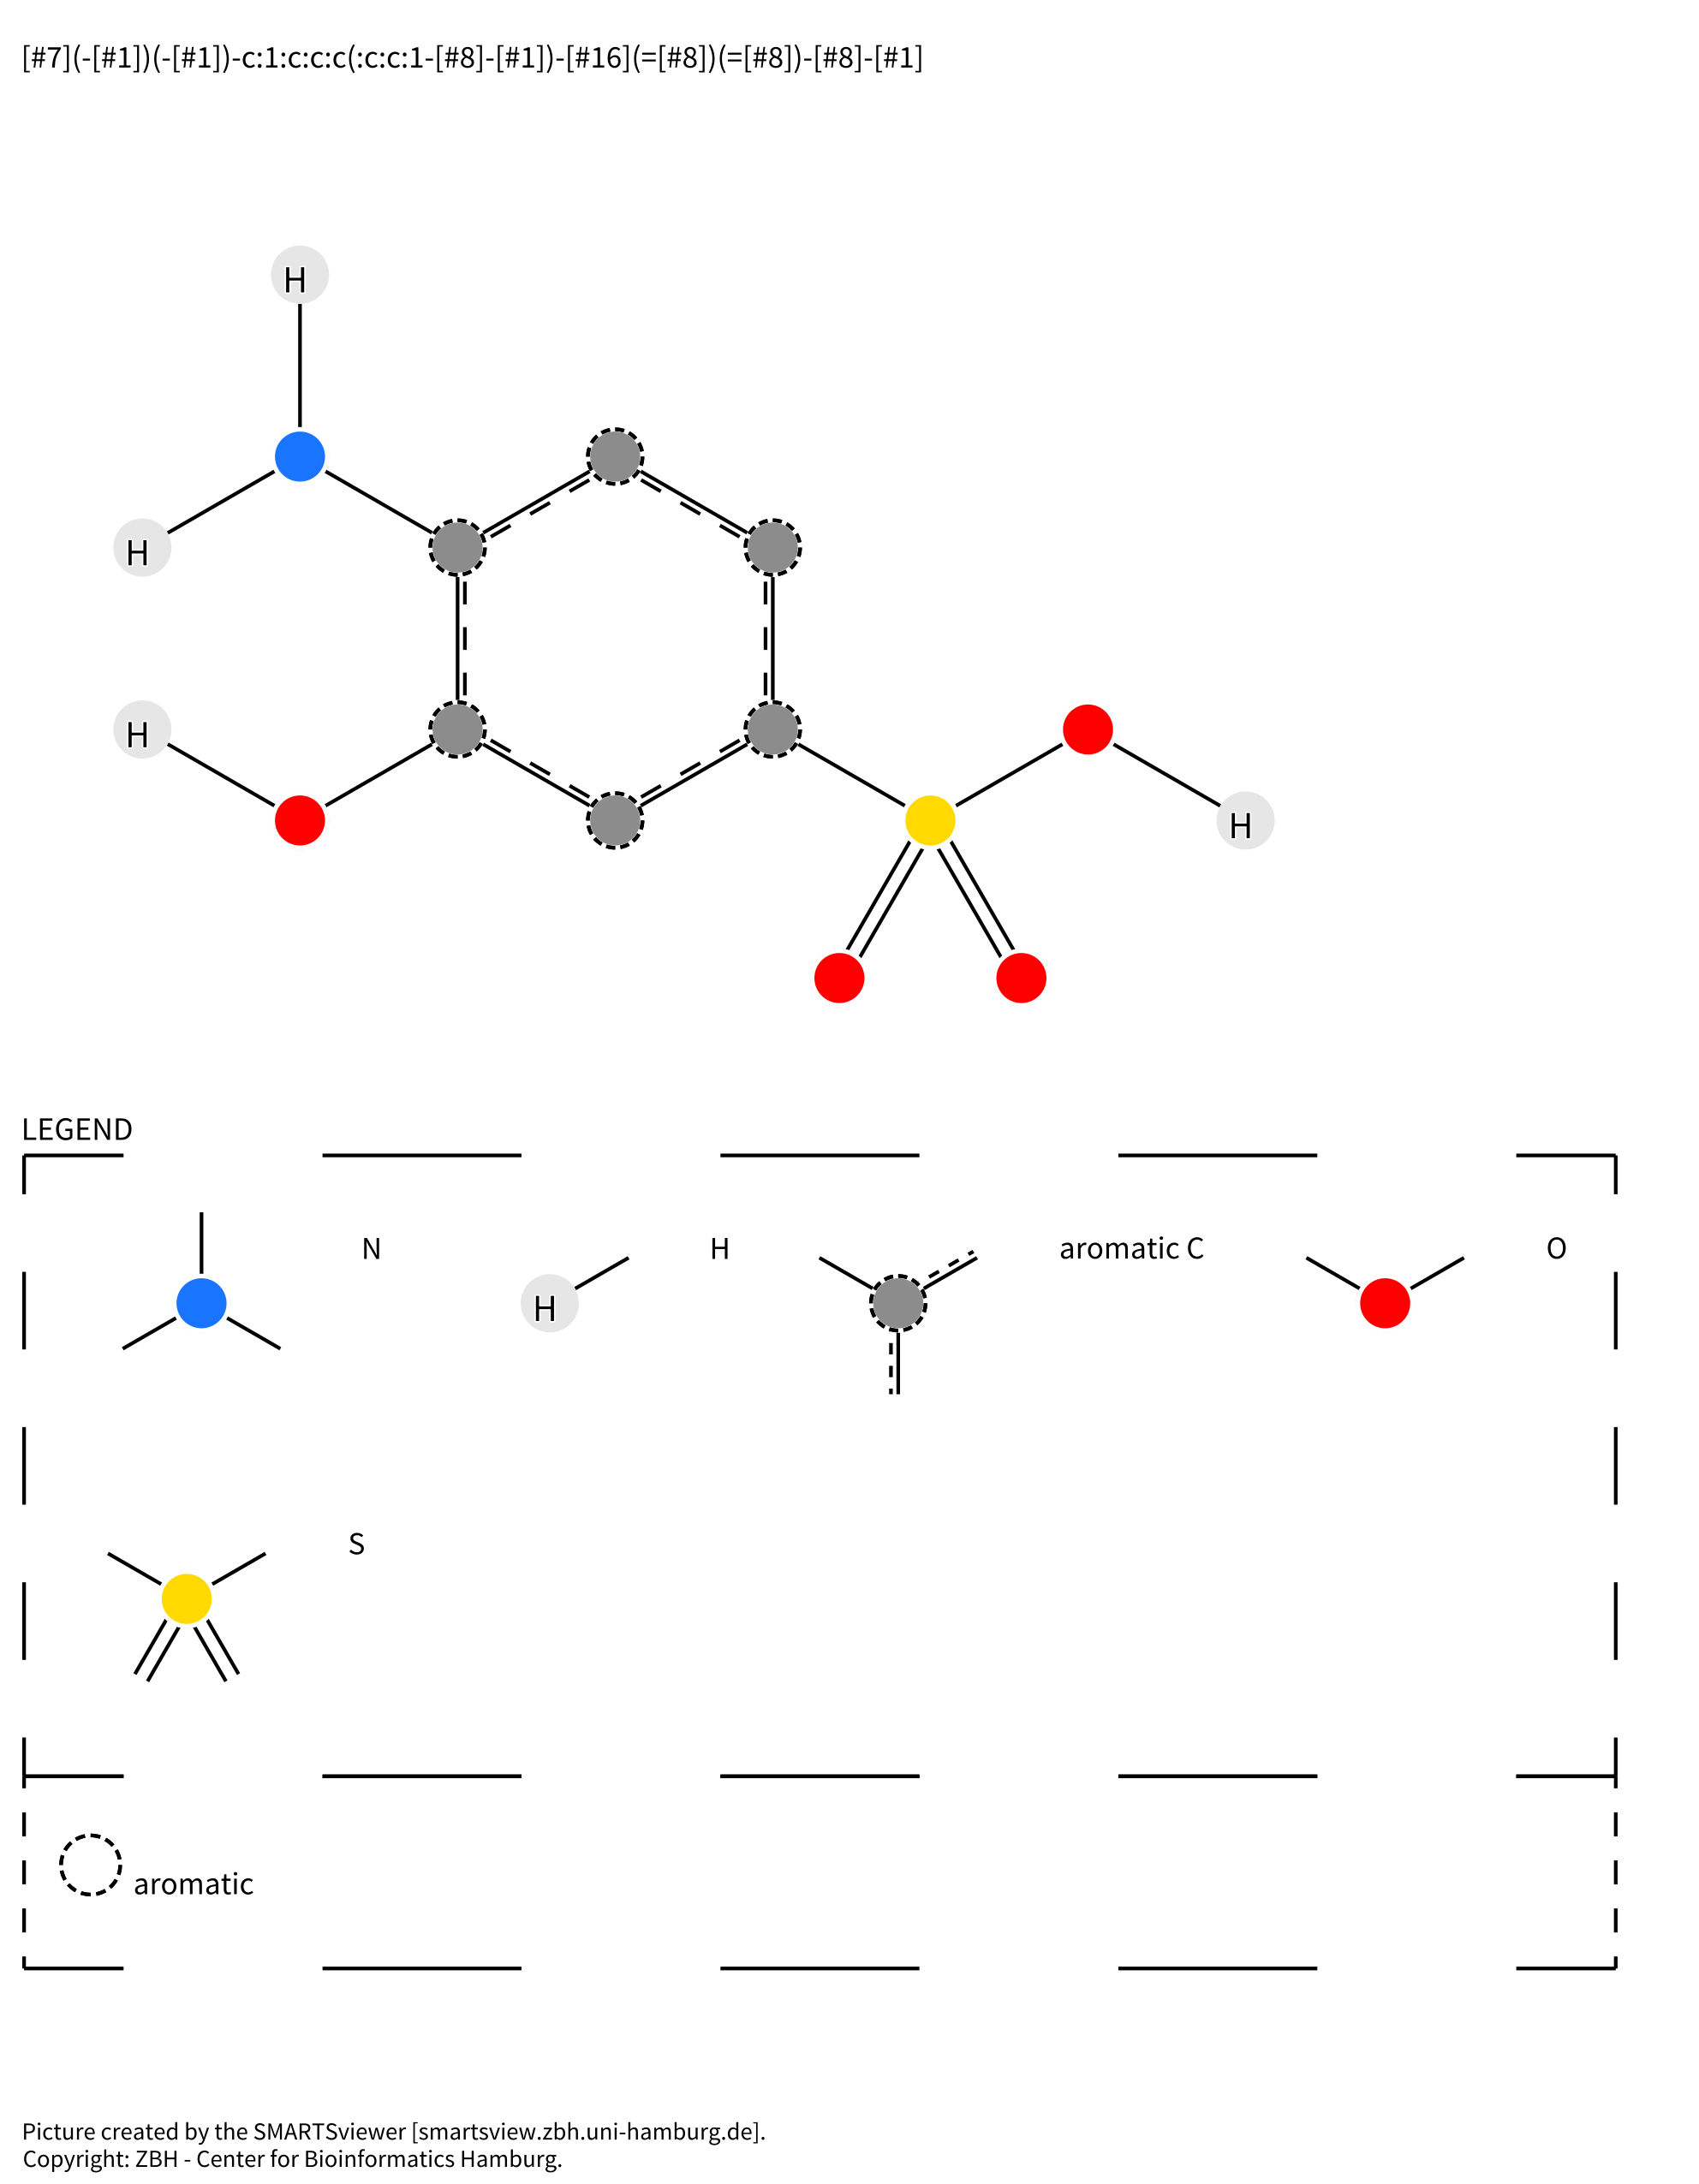 [#7](-[#1])(-[#1])-c:1:c:c:c(:c:c:1-[#8]-[#1])-[#16](=[#8])(=[#8])-[#8]-[#1]
H
H
H
H
LEGEND
N H aromatic C O
H
S
aromatic
Picture created by the SMARTSviewer [smartsview.zbh.uni-hamburg.de].
Copyright: ZBH - Center for Bioinformatics Hamburg.